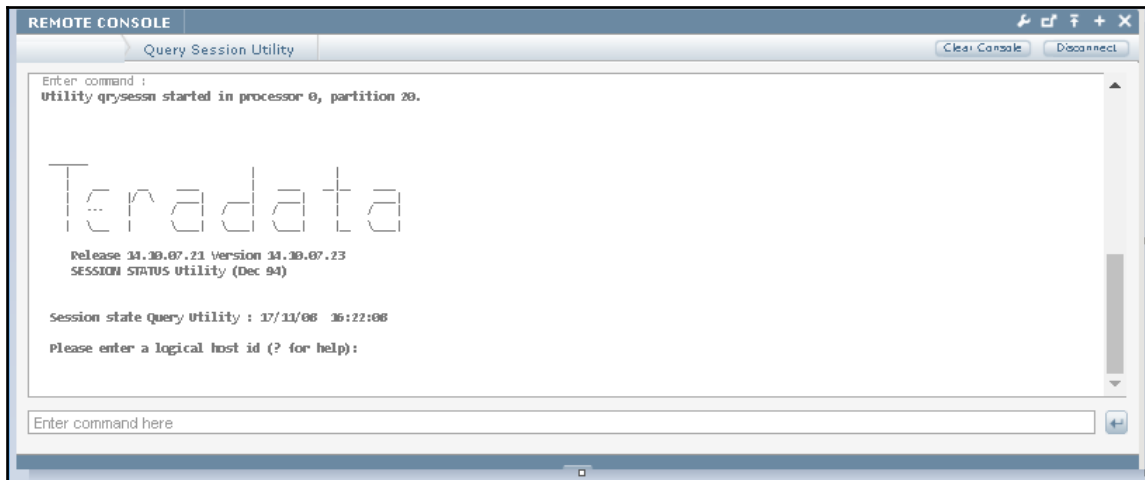 REMOTE CONSOLE
Query Session Utility
Clear Console Disconnect
Enter command :
Utility qrysessn started in processor 0, partition 20.
Teradata
Release 14.10.07.21 Version 14.10.07.23
SESSION STATUS Utility (Dec 94)
Session state Query Utility : 17/11/08 16:22:08
Please enter a logical host id (? for help):
Enter command here